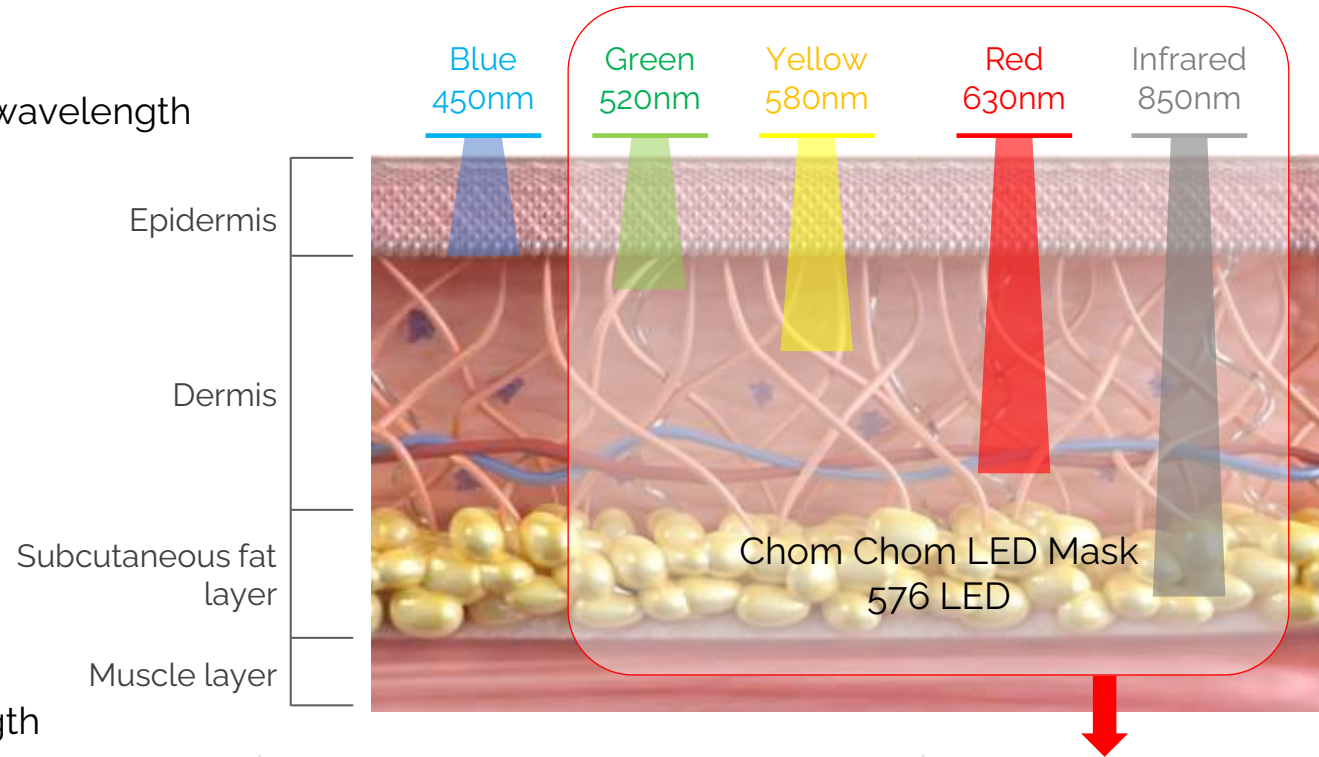 Blue
450nm
Green
520nm
Yellow
580nm
Red
630nm
Infrared
850nm
wavelength
Epidermis
Dermis
Subcutaneous fat
layer
Chom Chom LED Mask
576 LED
Muscle layer
gth